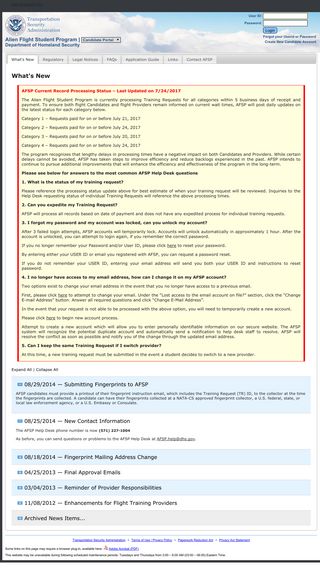 Transportation
Security
Administration
Alien Flight Student Program | Candidate Portal
Department of Homeland Security
User ID
Password
Login
Forgot your UserId or Password
Create New Candidate Account
What's New Regulatory Legal Notices FAQs Application Guide Links Contact AFSP
What's New
AFSP Current Record Processing Status – Last Updated on 7/24/2017
The Alien Flight Student Program is currently processing Training Requests for all categories within 5 business days of receipt and
payment. To ensure both flight Candidates and flight Providers remain informed on current wait times, AFSP will post daily updates on
the latest status for each category below.
Category 1 – Requests paid for on or before July 21, 2017
Category 2 – Requests paid for on or before July 24, 2017
Category 3 – Requests paid for on or before July 20, 2017
Category 4 – Requests paid for on or before July 24, 2017
The program recognizes that lengthy delays in processing times have a negative impact on both Candidates and Providers. While certain
delays cannot be avoided, AFSP has taken steps to improve efficiency and reduce backlogs experienced in the past. AFSP intends to
continue to pursue additional improvements that will enhance the efficiency and effectiveness of the program in the long-term.
Please see below for answers to the most common AFSP Help Desk questions
1. What is the status of my training request?
Please reference the processing status update above for best estimate of when your training request will be reviewed. Inquiries to the
Help Desk requesting status of individual Training Requests will reference the above processing times.
2. Can you expedite my Training Request?
AFSP will process all records based on date of payment and does not have any expedited process for individual training requests.
3. I forgot my password and my account was locked, can you unlock my account?
After 3 failed login attempts, AFSP accounts will temporarily lock. Accounts will unlock automatically in approximately 1 hour. After the
account is unlocked, you can attempt to login again, if you remember the correct password.
If you no longer remember your Password and/or User ID, please click here to reset your password.
By entering either your USER ID or email you registered with AFSP, you can request a password reset.
If you do not remember your USER ID, entering your email address will send you both your User ID and instructions to reset
password.
4. I no longer have access to my email address, how can I change it on my AFSP account?
Two options exist to change your email address in the event that you no longer have access to a previous email.
First, please click here to attempt to change your email. Under the "Lost access to the email account on file?" section, click the "Change
E-mail Address" button. Answer all required questions and click "Change E-Mail Address".
In the event that your request is not able to be processed with the above option, you will need to temporarily create a new account.
Please click here to begin new account process.
Attempt to create a new account which will allow you to enter personally identifiable information on our secure website. The AFSP
system will recognize the potential duplicate account and automatically send a notification to help desk staff to resolve. AFSP will
resolve the conflict as soon as possible and notify you of the change through the updated email address.
5. Can I keep the same Training Request if I switch provider?
At this time, a new training request must be submitted in the event a student decides to switch to a new provider.
Expand All | Collapse All
08/29/2014 — Submitting Fingerprints to AFSP
AFSP candidates must provide a printout of their fingerprint instruction email, which includes the Training Request (TR) ID, to the collector at the time
the fingerprints are collected. A candidate can have their fingerprints collected at a NATA-CS approved fingerprint collector, a U.S. federal, state, or
local law enforcement agency, or a U.S. Embassy or Consulate.
08/25/2014 — New Contact Information
The AFSP Help Desk phone number is now (571) 227-1004
As before, you can send questions or problems to the AFSP Help Desk at AFSP.help@dhs.gov.
08/18/2014 — Fingerprint Mailing Address Change
04/25/2013 — Final Approval Emails
03/04/2013 — Reminder of Provider Responsibilities
11/08/2012 — Enhancements for Flight Training Providers
Archived News Items...
Transportation Security Administration | Terms of Use / Privacy Policy | Paperwork Reduction Act | Privacy Act Statement
Some links on this page may require a browser plug-in, available here: Adobe Acrobat (PDF)
This website may be unavailable during following scheduled maintenance periods: Tuesdays and Thursdays from 5:00 – 6:00 AM